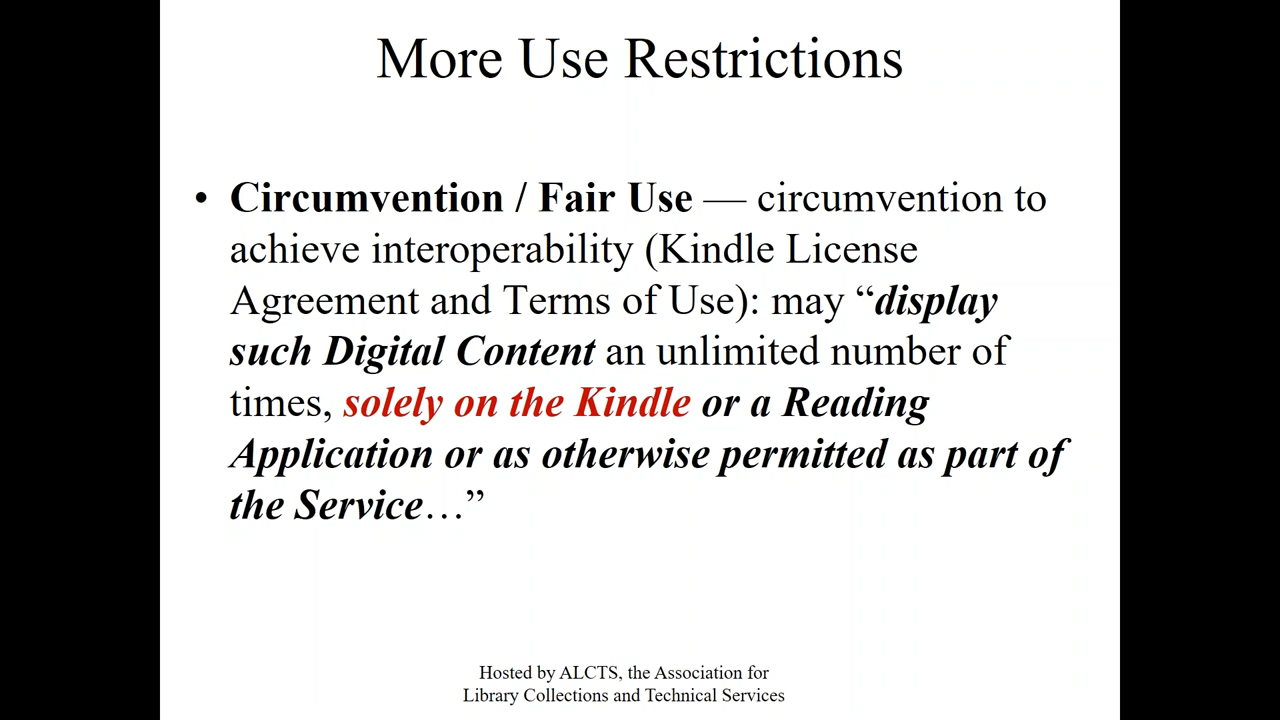 More Use Restrictions
• Circumvention / Fair Use — circumvention to
achieve interoperability (Kindle License
Agreement and Terms of Use): may “display
such Digital Content an unlimited number of
times, solely on the Kindle or a Reading
Application or as otherwise permitted as part of
the Service…”
Hosted by ALCTS, the Association for
Library Collections and Technical Services